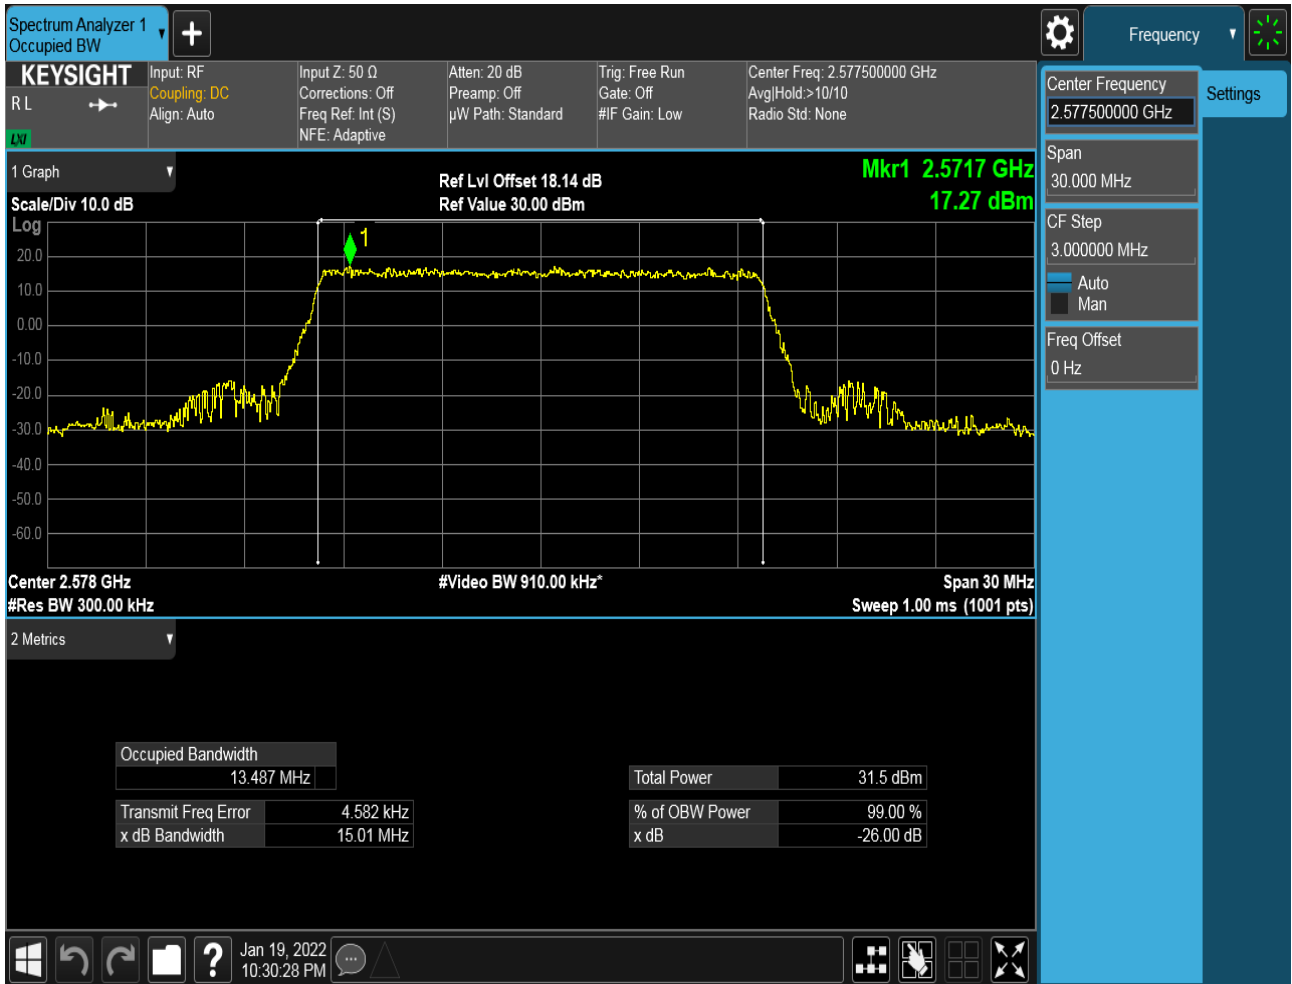 Spectrum Analyzer 1
Occupied BW
Frequency
KEYSIGHT
R L
LXI
Input: RF
Coupling: DC
Align: Auto
Input Z: 50 Ω
Corrections: Off
Freq Ref: Int (S)
NFE: Adaptive
Atten: 20 dB
Preamp: Off
µW Path: Standard
Trig: Free Run
Gate: Off
#IF Gain: Low
Center Freq: 2.577500000 GHz
Avg|Hold:>10/10
Radio Std: None
Center Frequency
2.577500000 GHz
Settings
Span
30.000 MHz
CF Step
3.000000 MHz
Auto
Man
Freq Offset
0 Hz
1 Graph
Scale/Div 10.0 dB
Ref Lvl Offset 18.14 dB
Ref Value 30.00 dBm
Mkr1 2.5717 GHz
17.27 dBm
Log
1
20.0
10.0
0.00
-10.0
-20.0
-30.0
-40.0
-50.0
-60.0
Center 2.578 GHz
#Res BW 300.00 kHz
#Video BW 910.00 kHz*
Span 30 MHz
Sweep 1.00 ms (1001 pts)
2 Metrics
Occupied Bandwidth
13.487 MHz
Transmit Freq Error 4.582 kHz
x dB Bandwidth 15.01 MHz
Total Power 31.5 dBm
% of OBW Power 99.00 %
x dB -26.00 dB
?
Jan 19, 2022
10:30:28 PM